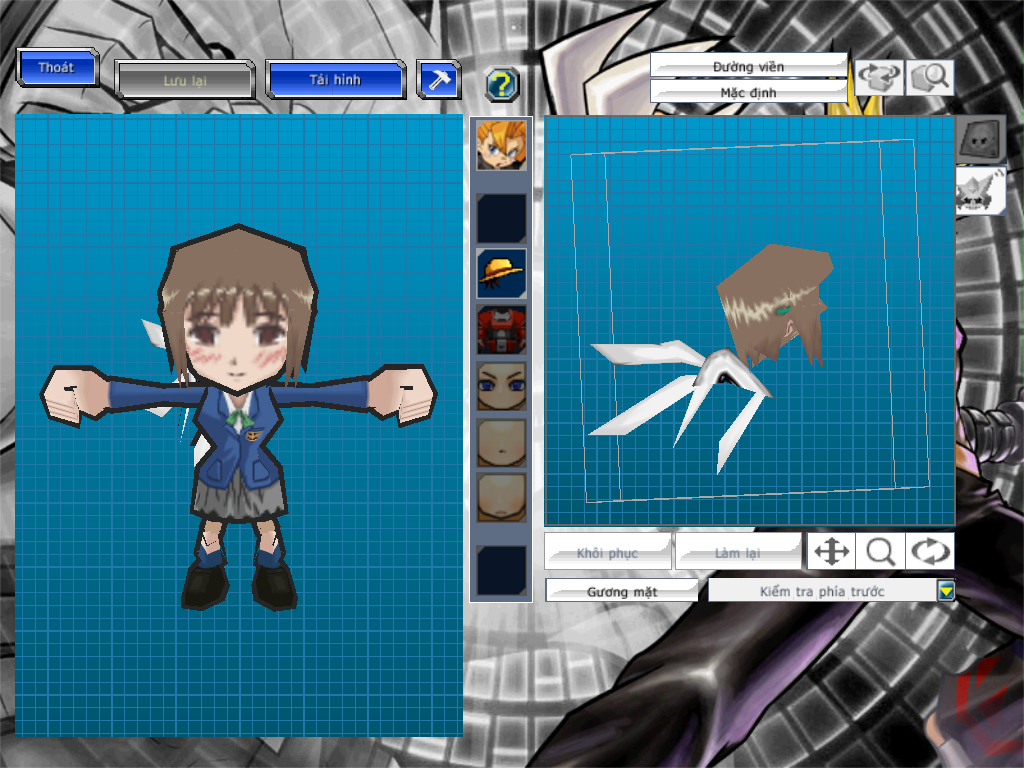 Thoát
Lưu lại
Tải hình
?
Đường viền
Mặc định
Khôi phục
Làm lại
Gương mặt
Kiểm tra phía trước